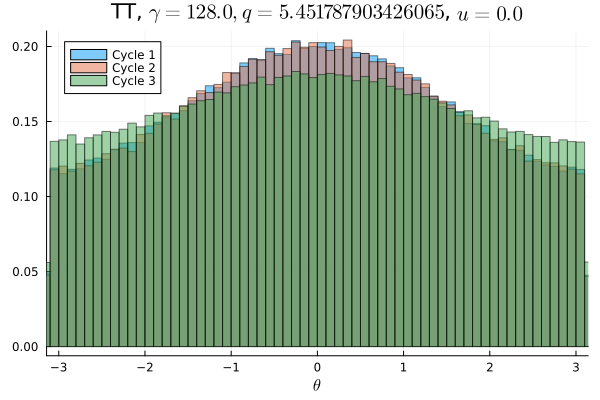 TT, γ = 128.0, q = 5.451787903426065, u = 0.0
Cycle 1
Cycle 2
Cycle 3
0.20
0.15
0.10
0.05
0.00
−3 −2 −1 0 1 2 3
θ